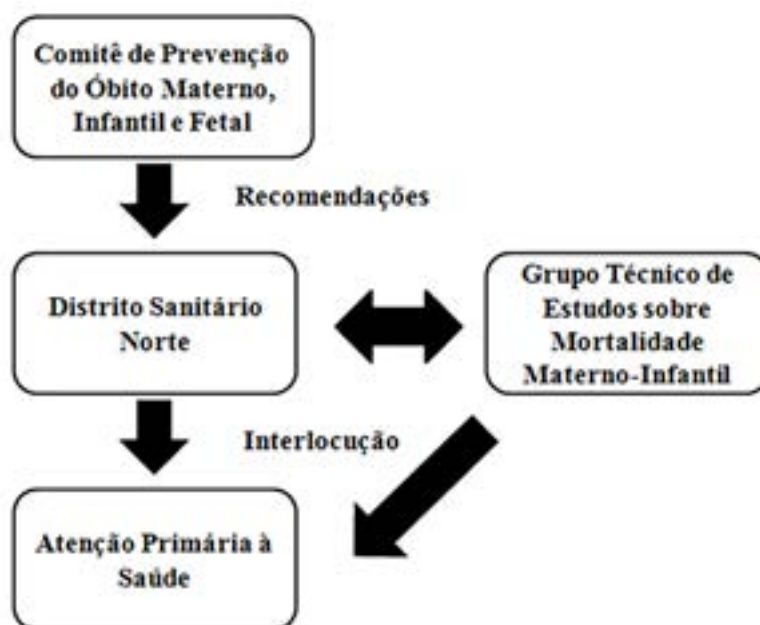 Comitê de Prevenção
do Óbito Materno,
Infantil e Fetal
Recomendações
Distrito Sanitário
Norte
Grupo Técnico de
Estudos sobre
Mortalidade
Materno-Infantil
Interlocução
Atenção Primária à
Saúde